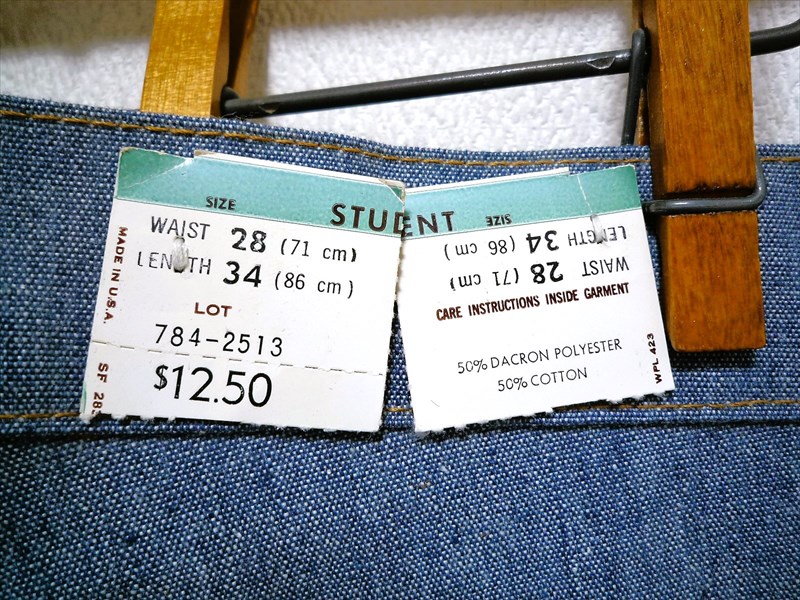 STUDENT
SIZE
WAIST 28 (71 cm)
LENGTH 34 (86 cm)
LOT
784-2513
$12.50
MADE IN U.S.A.
SF 28
SIZE
LENGTH 34 (86 cm)
WAIST 28 (71 cm)
CARE INSTRUCTIONS INSIDE GARMENT
50% DACRON POLYESTER
50% COTTON
WPL 423